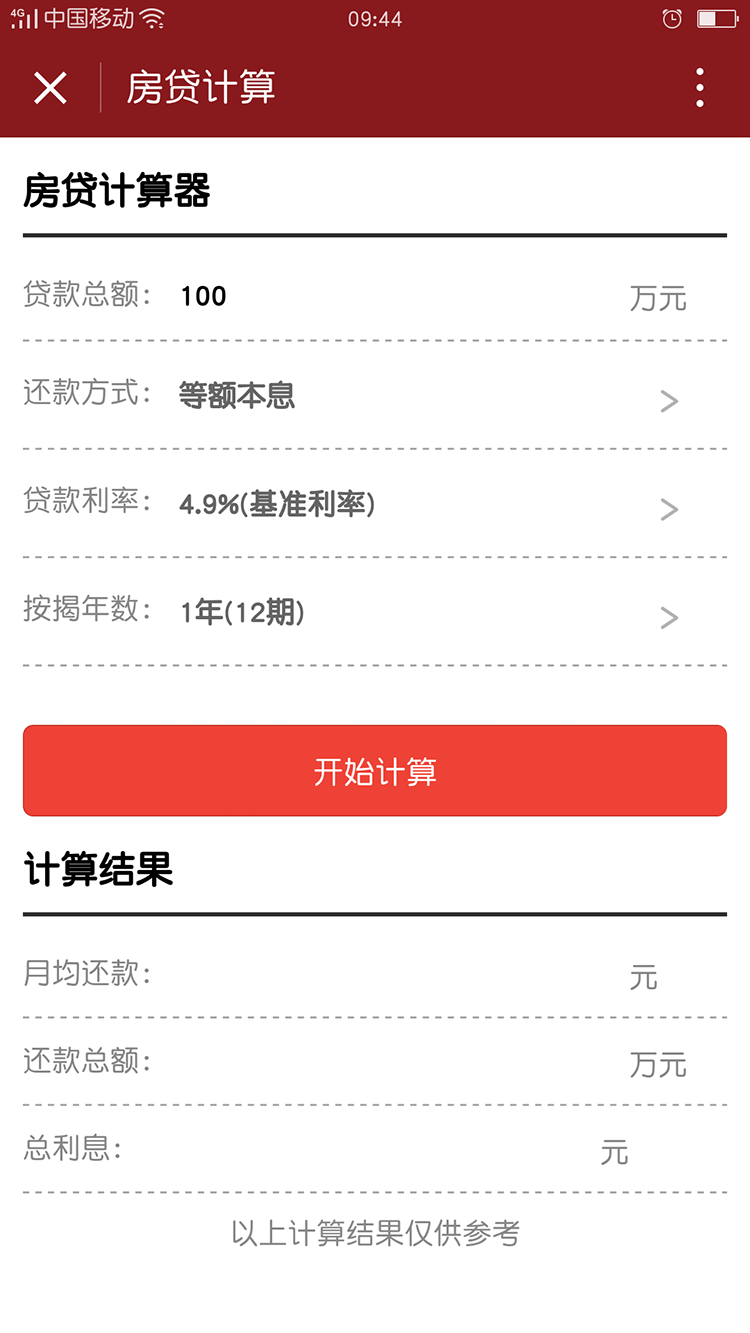 4G 中国移动 09:44
房贷计算
房贷计算器
贷款总额： 100 万元
还款方式： 等额本息 >
贷款利率： 4.9%(基准利率) >
按揭年数： 1年(12期) >
开始计算
计算结果
月均还款： 元
还款总额： 万元
总利息： 元
以上计算结果仅供参考